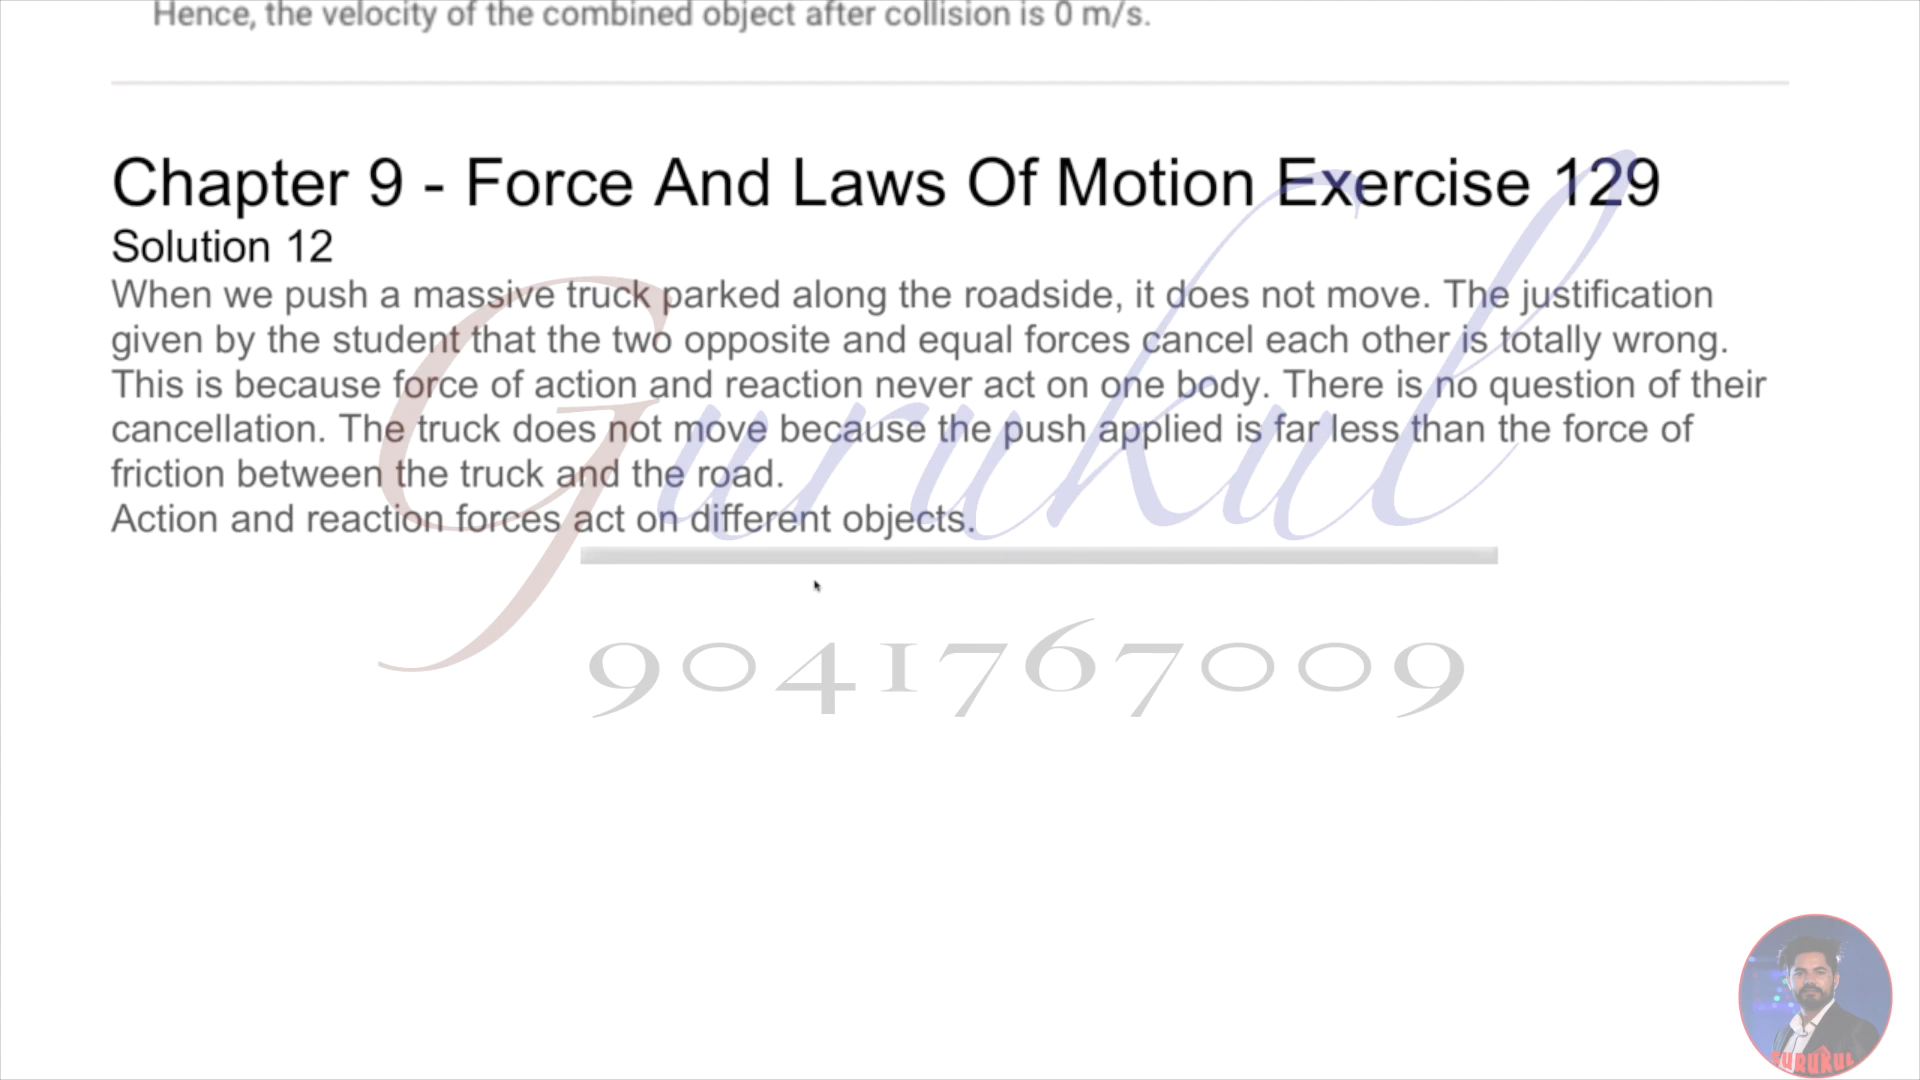 Hence, the velocity of the combined object after collision is 0 m/s.
Chapter 9 - Force And Laws Of Motion Exercise 129
Solution 12
When we push a massive truck parked along the roadside, it does not move. The justification
given by the student that the two opposite and equal forces cancel each other is totally wrong.
This is because force of action and reaction never act on one body. There is no question of their
cancellation. The truck does not move because the push applied is far less than the force of
friction between the truck and the road.
Action and reaction forces act on different objects.
Gurukul
9041767009
GURUKUL